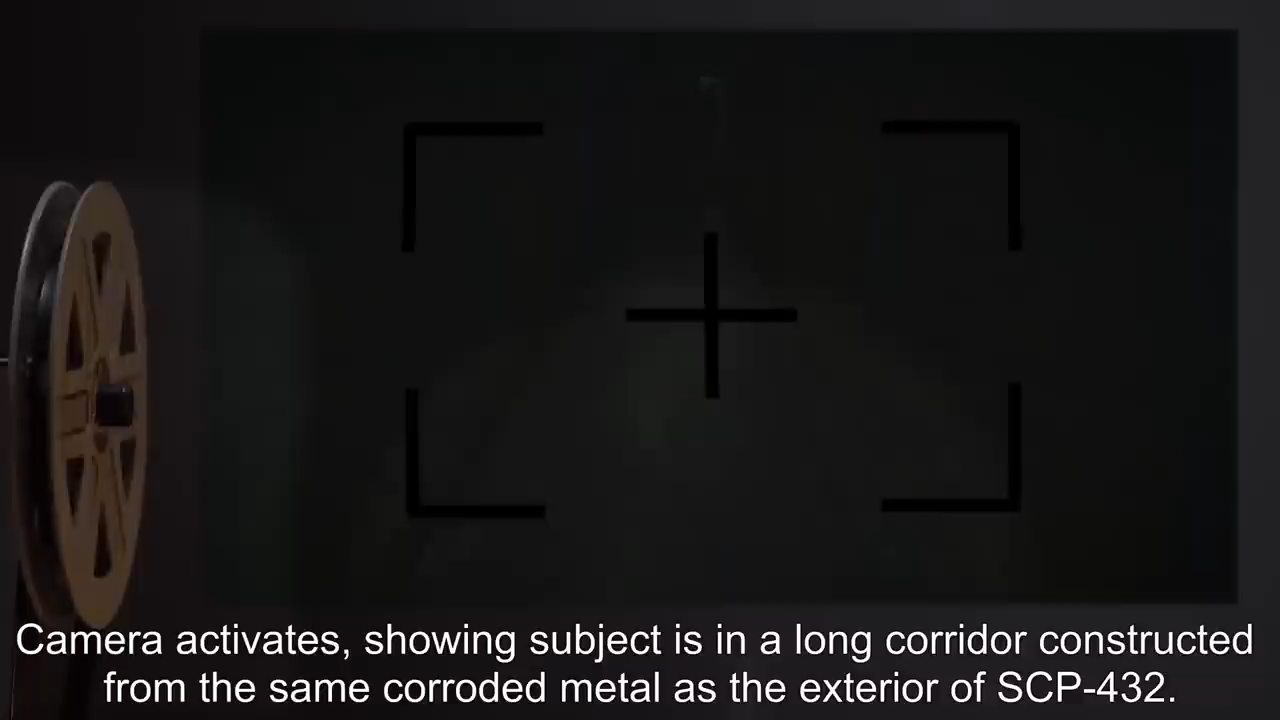 Camera activates, showing subject is in a long corridor constructed
from the same corroded metal as the exterior of SCP-432.